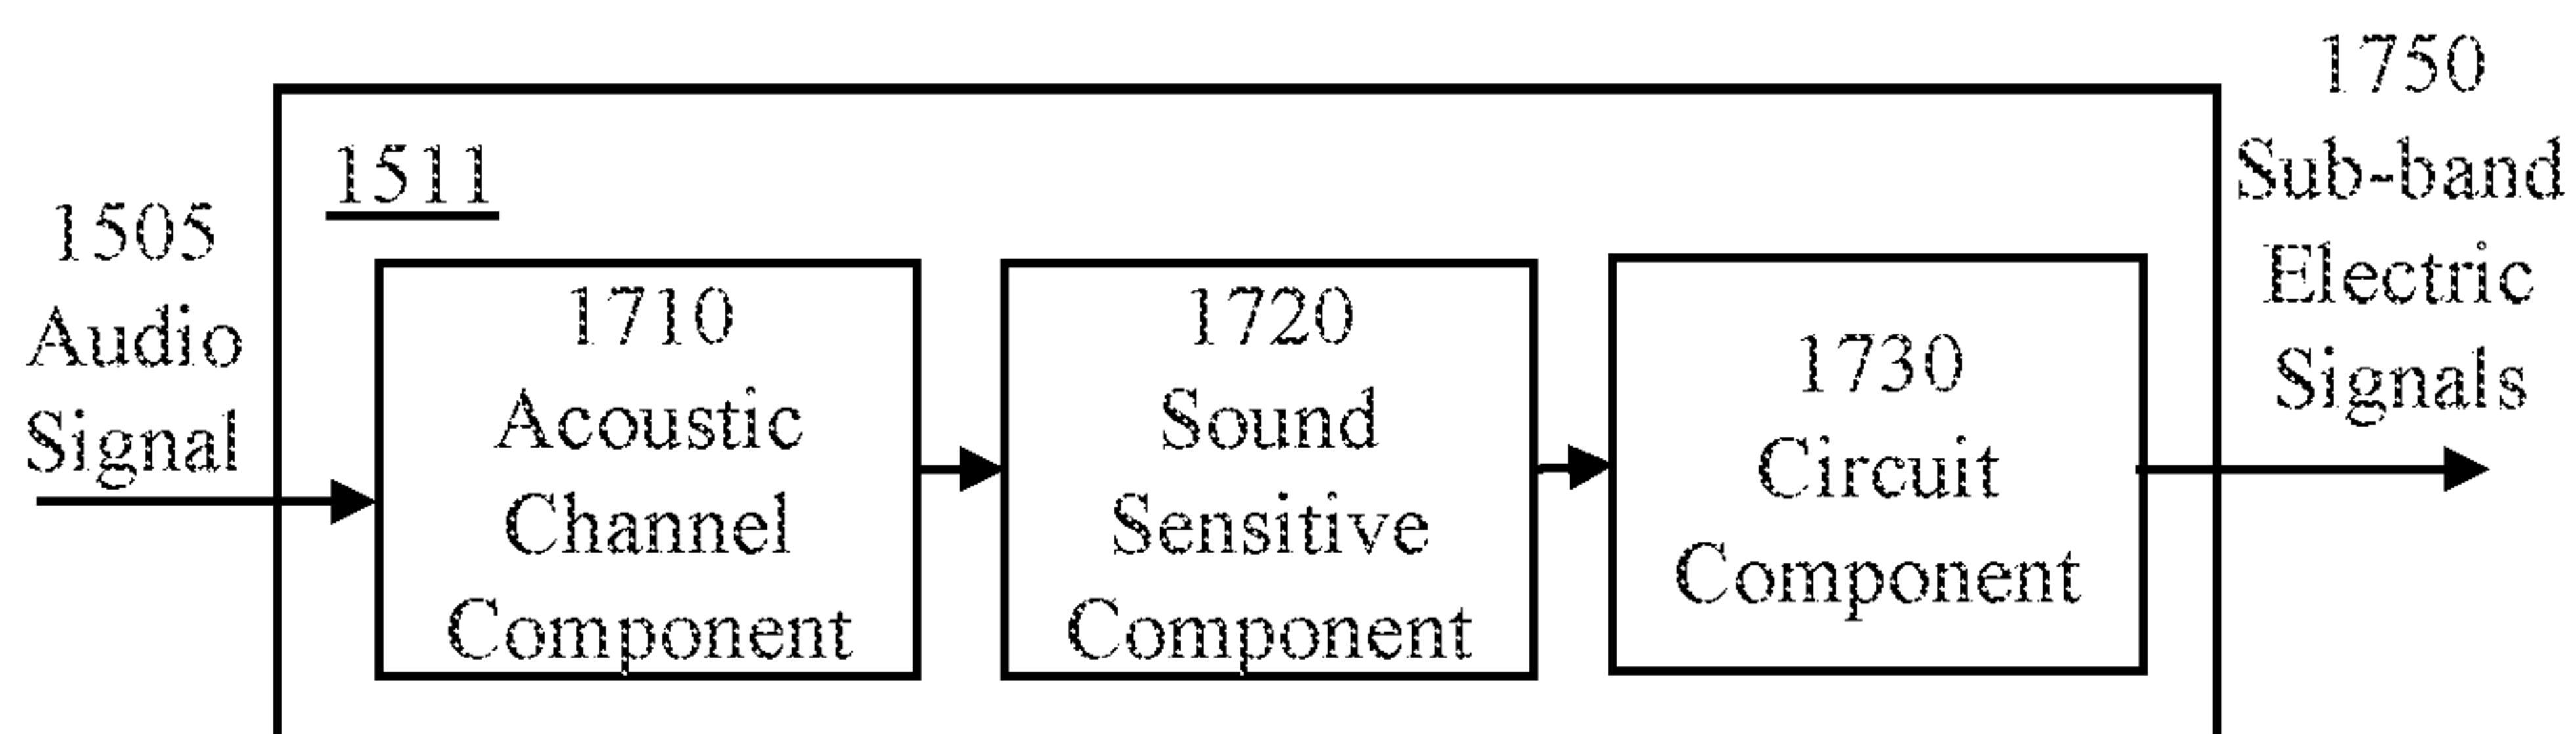 1505
Audio
Signal
1511
1710
Acoustic
Channel
Component
1720
Sound
Sensitive
Component
1730
Circuit
Component
1750
Sub-band
Electric
Signals